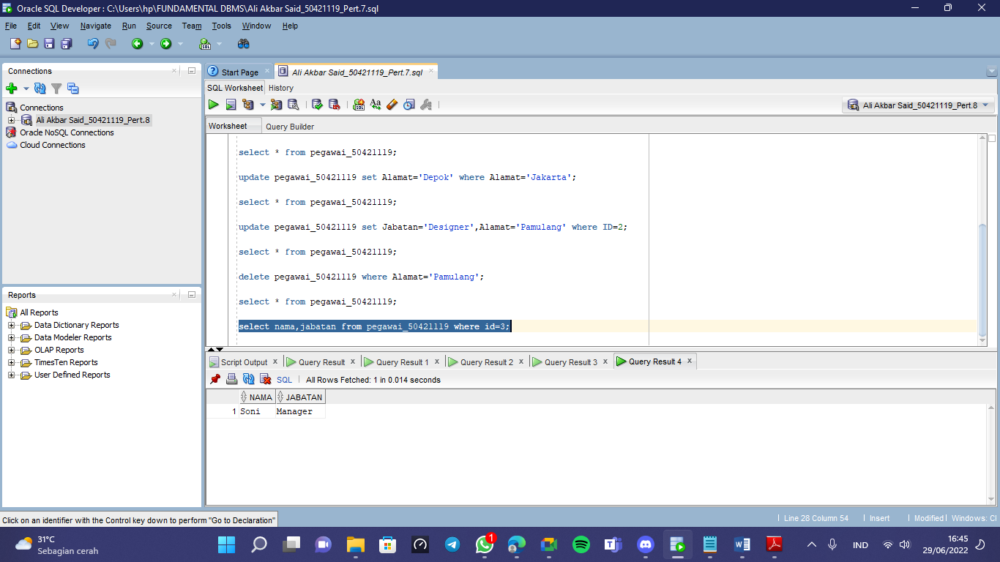 Oracle SQL Developer : C:\Users\hp\FUNDAMENTAL DBMS\Ali Akbar Said_50421119_Pert.7.sql
File Edit View Navigate Run Source Team Tools Window Help
Connections
Connections
Ali Akbar Said_50421119_Pert.8
Oracle NoSQL Connections
Cloud Connections
Reports
All Reports
Data Dictionary Reports
Data Modeler Reports
OLAP Reports
TimesTen Reports
User Defined Reports
Start Page
Ali Akbar Said_50421119_Pert.7.sql
SQL Worksheet History
Ali Akbar Said_50421119_Pert.8
Worksheet Query Builder
select * from pegawai_50421119;
update pegawai_50421119 set Alamat='Depok' where Alamat='Jakarta';
select * from pegawai_50421119;
update pegawai_50421119 set Jabatan='Designer',Alamat='Pamulang' where ID=2;
select * from pegawai_50421119;
delete pegawai_50421119 where Alamat='Pamulang';
select * from pegawai_50421119;
select nama,jabatan from pegawai_50421119 where id=3;
Script Output Query Result Query Result 1 Query Result 2 Query Result 3 Query Result 4
SQL All Rows Fetched: 1 in 0.014 seconds
NAMA JABATAN
1 Soni Manager
Click on an identifier with the Control key down to perform "Go to Declaration"
Line 28 Column 54 Insert Modified Windows: Cl
31°C
Sebagian cerah
1
IND
16:45
29/06/2022